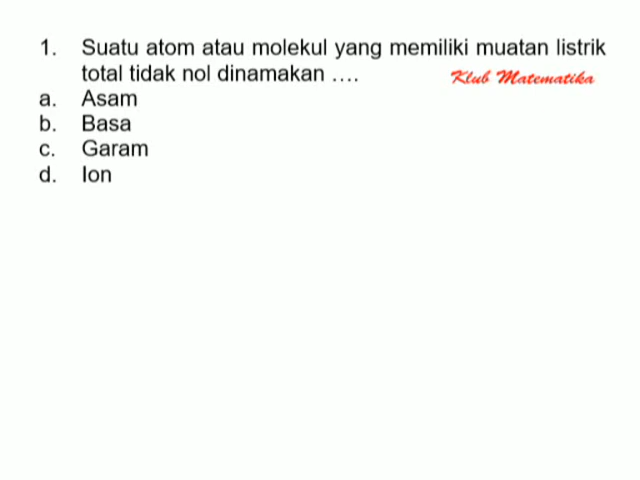 1. Suatu atom atau molekul yang memiliki muatan listrik
total tidak nol dinamakan ....
Klub Matematika
a. Asam
b. Basa
c. Garam
d. Ion